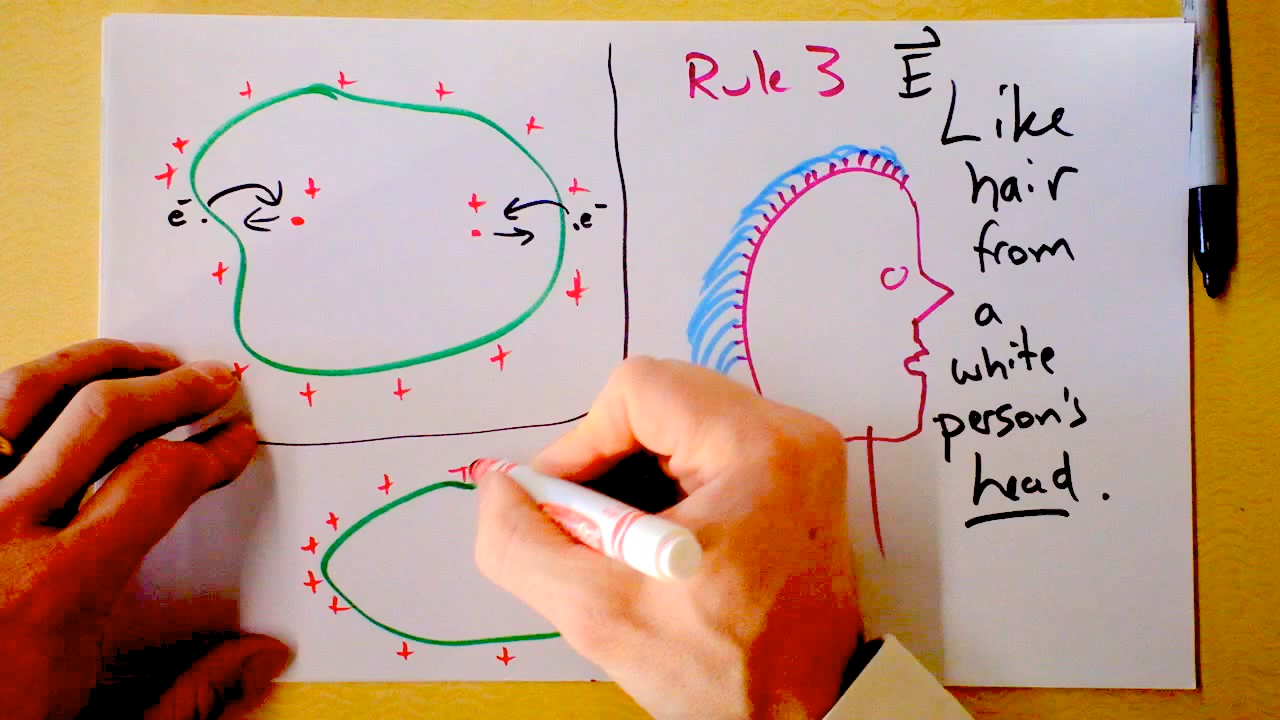 Rule 3 E
Like
hair
from
a
white
person's
head.
+ + +
+
+
+
+ + + +
e⁻ e⁻
+ +
+
+ + +
+ +
+
+
+
+
+ +